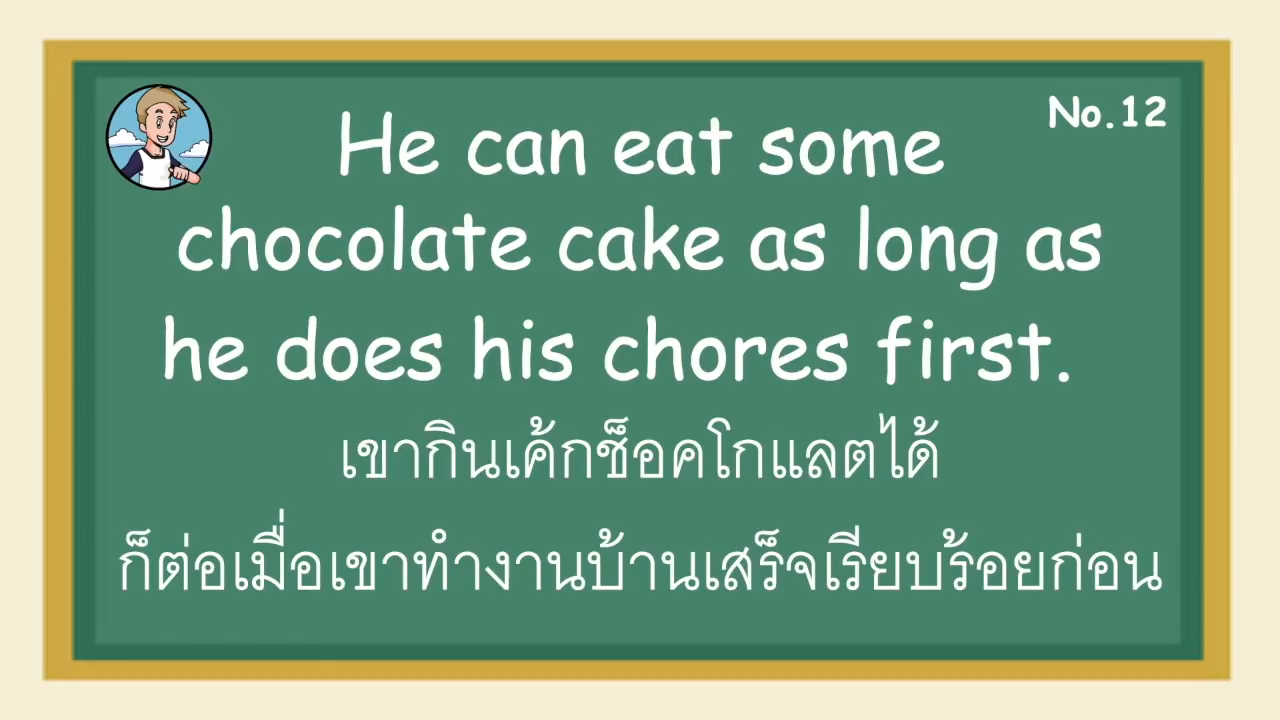 No.12
He can eat some
chocolate cake as long as
he does his chores first.
เขากินเค้กช็อคโกแลตได้
ก็ต่อเมื่อเขาทำงานบ้านเสร็จเรียบร้อยก่อน